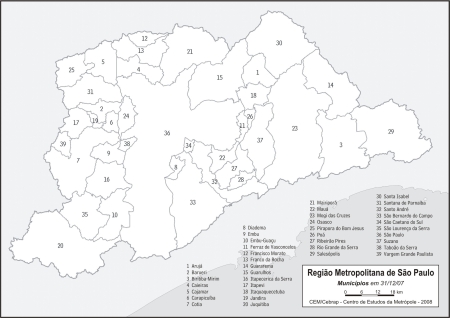 12
13
21
30
25
5
4
15
1
14
31
2
18
17
19
6
24
26
11
36
23
29
39
38
34
37
7
9
8
22
27
28
32
16
35
10
33
20
1 Arujá
2 Barueri
3 Biritiba-Mirim
4 Caieiras
5 Cajamar
6 Carapicuíba
7 Cotia
8 Diadema
9 Embu
10 Embu-Guaçu
11 Ferraz de Vasconcelos
12 Francisco Morato
13 Franco da Rocha
14 Guararema
15 Guarulhos
16 Itapecerica da Serra
17 Itapevi
18 Itaquaquecetuba
19 Jandira
20 Juquitiba
21 Mairiporã
22 Mauá
23 Mogi das Cruzes
24 Osasco
25 Pirapora do Bom Jesus
26 Poá
27 Ribeirão Pires
28 Rio Grande da Serra
29 Salesópolis
30 Santa Isabel
31 Santana de Parnaíba
32 Santo André
33 São Bernardo do Campo
34 São Caetano do Sul
35 São Lourenço da Serra
36 São Paulo
37 Suzano
38 Taboão da Serra
39 Vargem Grande Paulista
Região Metropolitana de São Paulo
Municípios em 31/12/07
0 6 12 18 km
CEM/Cebrap - Centro de Estudos da Metrópole - 2008